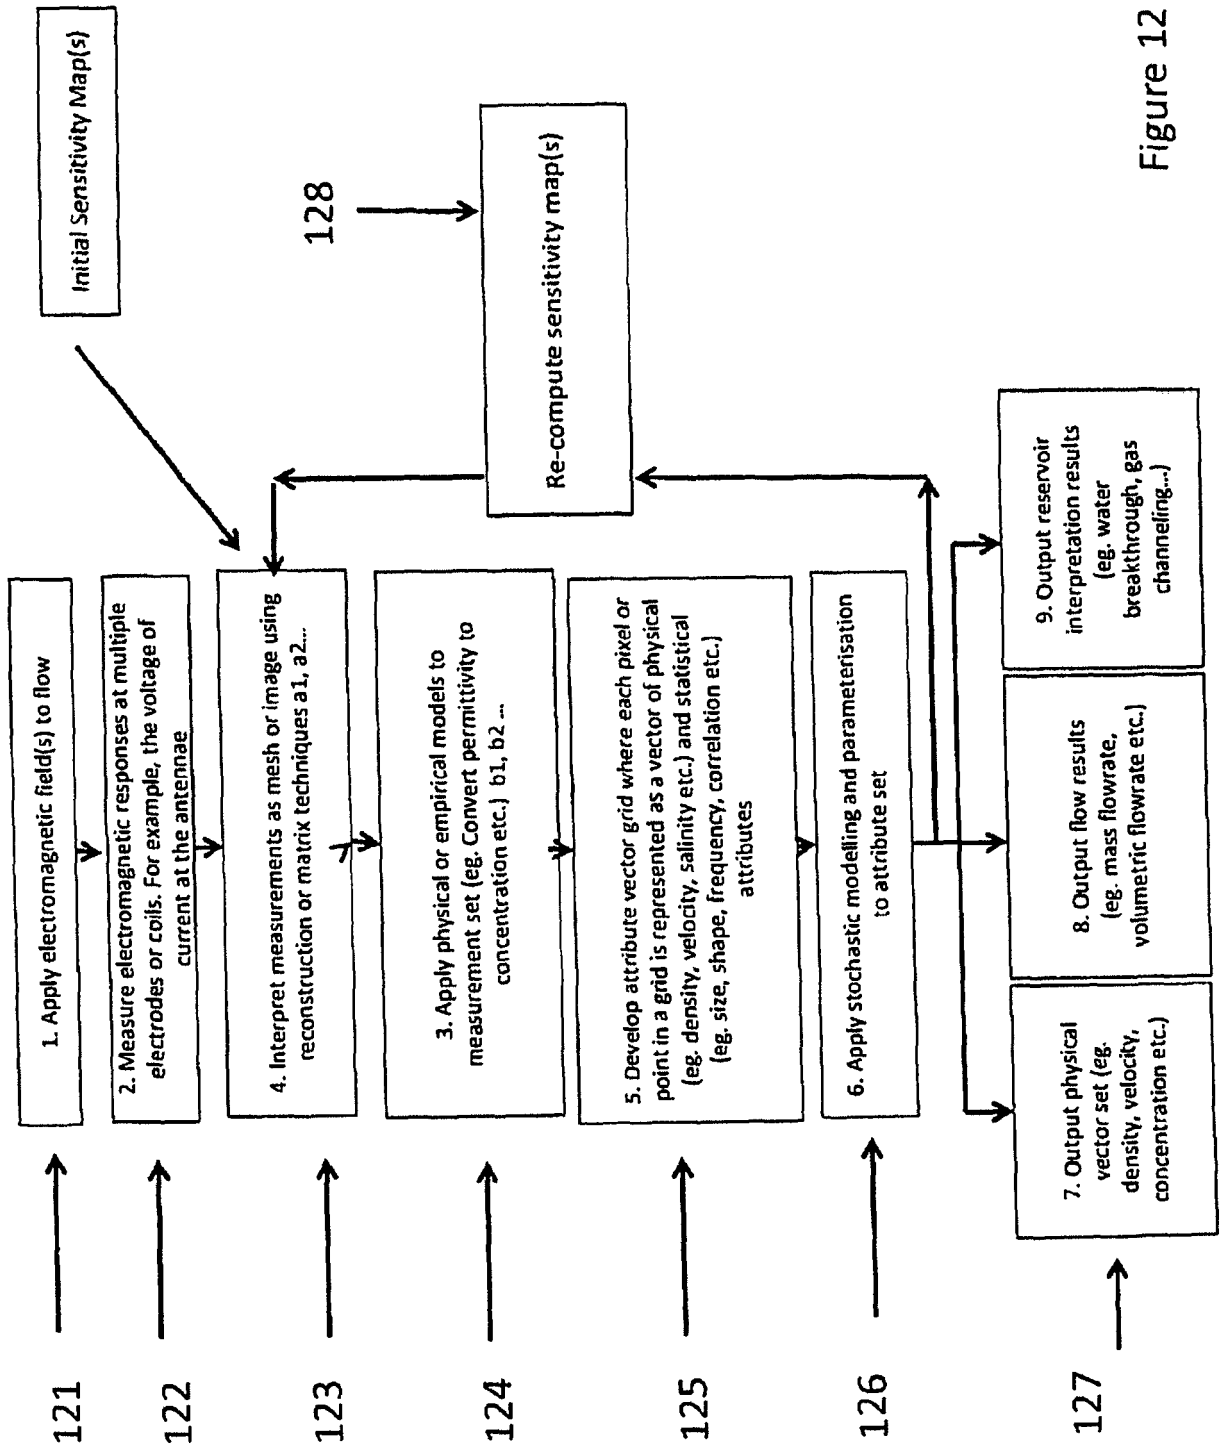 Initial Sensitivity Map(s)
121
1. Apply electromagnetic field(s) to flow
122
2. Measure electromagnetic responses at multiple
electrodes or coils. For example, the voltage of
current at the antennae
123
4. Interpret measurements as mesh or image using
reconstruction or matrix techniques a1, a2...
124
3. Apply physical or empirical models to
measurement set (eg. Convert permittivity to
concentration etc.) b1, b2 ...
128
Re-compute sensitivity map(s)
125
5. Develop attribute vector grid where each pixel or
point in a grid is represented as a vector of physical
(eg. density, velocity, salinity etc.) and statistical
(eg. size, shape, frequency, correlation etc.)
attributes
126
6. Apply stochastic modeling and parameterisation
to attribute set
127
7. Output physical
vector set (eg.
density, velocity,
concentration etc.)
8. Output flow results
(eg. mass flowrate,
volumetric flowrate etc.)
9. Output reservoir
interpretation results
(eg. water
breakthrough, gas
channeling...)
Figure 12